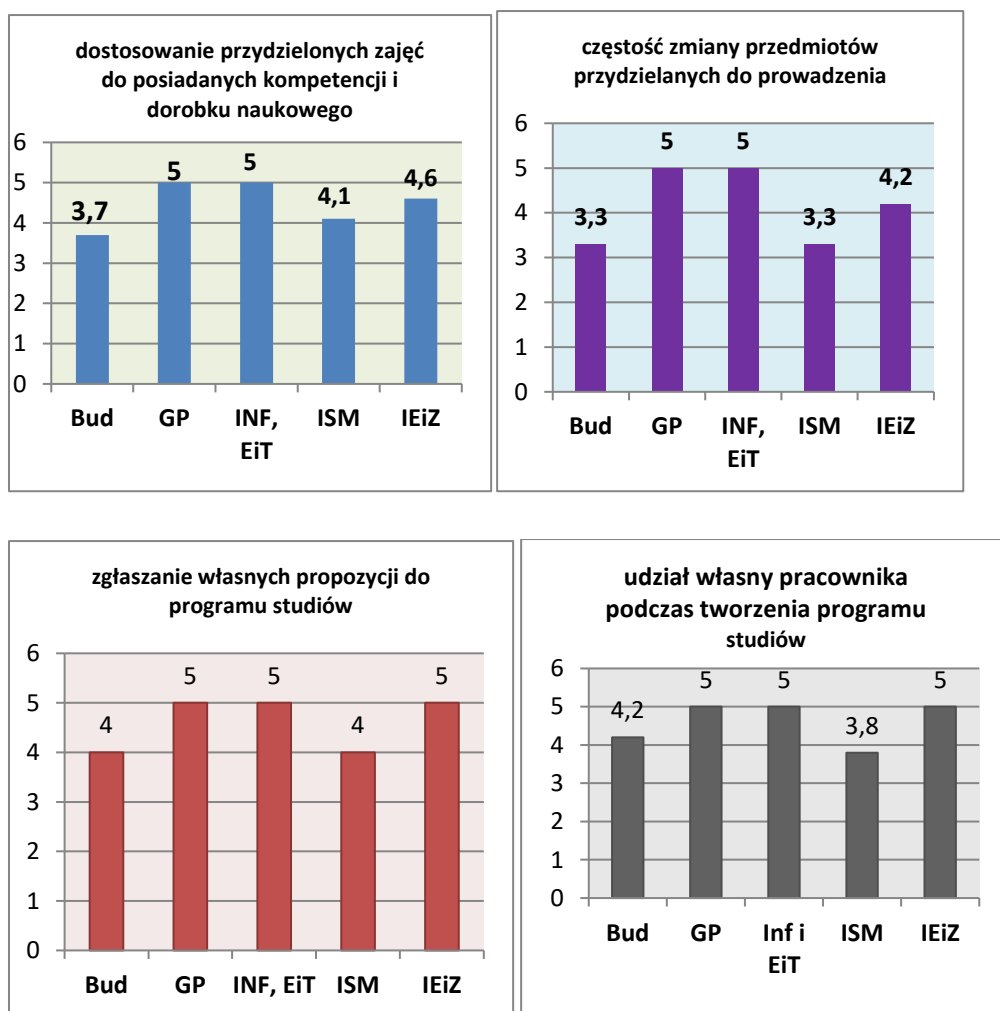 dostosowanie przydzielonych zajęć
do posiadanych kompetencji i
dorobku naukowego
6
5
4
3
2
1
0
3,7
5
5
4,1
4,6
Bud
GP
INF,
EiT
ISM
IEiZ
częstość zmiany przedmiotów
przydzielanych do prowadzenia
6
5
4
3
2
1
0
3,3
5
5
3,3
4,2
Bud
GP
INF,
EiT
ISM
IEiZ
zgłaszanie własnych propozycji do
programu studiów
6
5
4
3
2
1
0
4
5
5
4
5
Bud
GP
INF, EiT
ISM
IEiZ
udział własny pracownika
podczas tworzenia programu
studiów
6
5
4
3
2
1
0
4,2
5
5
3,8
5
Bud
GP
Inf i
EiT
ISM
IEiZ